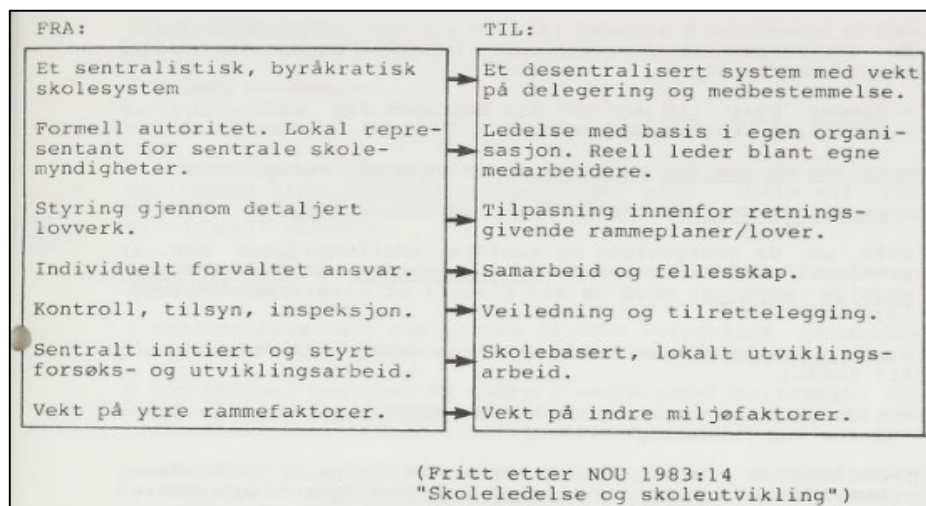 FRA:
TIL:
Et sentralistisk, byråkratisk
skolesystem
Et desentralisert system med vekt
på delegering og medbestemmelse.
Formell autoritet. Lokal repre-
sentant for sentrale skole-
myndigheter.
Ledelse med basis i egen organi-
sasjon. Reell leder blant egne
medarbeidere.
Styring gjennom detaljert
lovverk.
Tilpasning innenfor retnings-
givende rammeplaner/lover.
Individuelt forvaltet ansvar.
Samarbeid og fellesskap.
Kontroll, tilsyn, inspeksjon.
Veiledning og tilrettelegging.
Sentralt initiert og styrt
forsøks- og utviklingsarbeid.
Skolebasert, lokalt utviklings-
arbeid.
Vekt på ytre rammefaktorer.
Vekt på indre miljøfaktorer.
(Fritt etter NOU 1983:14
"Skoleledelse og skoleutvikling")